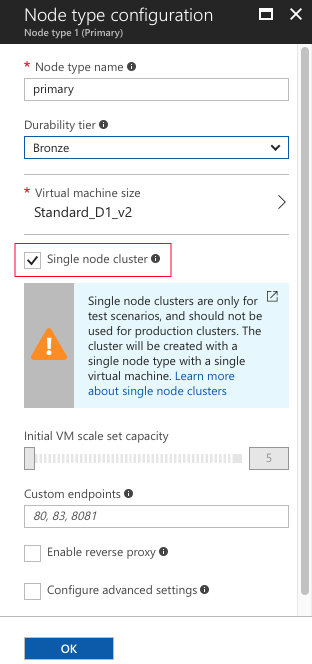 Node type configuration
Node type 1 (Primary)
* Node type name
primary
Durability tier
Bronze
* Virtual machine size
Standard_D1_v2
Single node cluster
Single node clusters are only for
test scenarios, and should not be
used for production clusters. The
cluster will be created with a
single node type with a single
virtual machine. Learn more
about single node clusters
Initial VM scale set capacity
5
Custom endpoints
80, 83, 8081
Enable reverse proxy
Configure advanced settings
OK